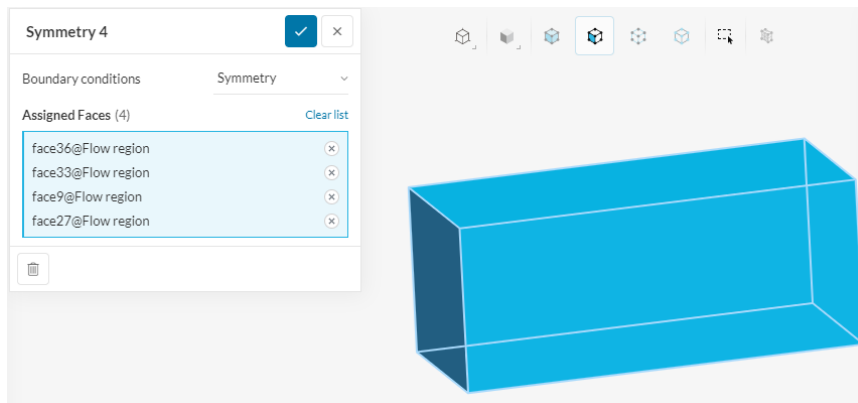 Symmetry 4
Boundary conditions Symmetry
Assigned Faces (4) Clear list
face36@Flow region
face33@Flow region
face9@Flow region
face27@Flow region